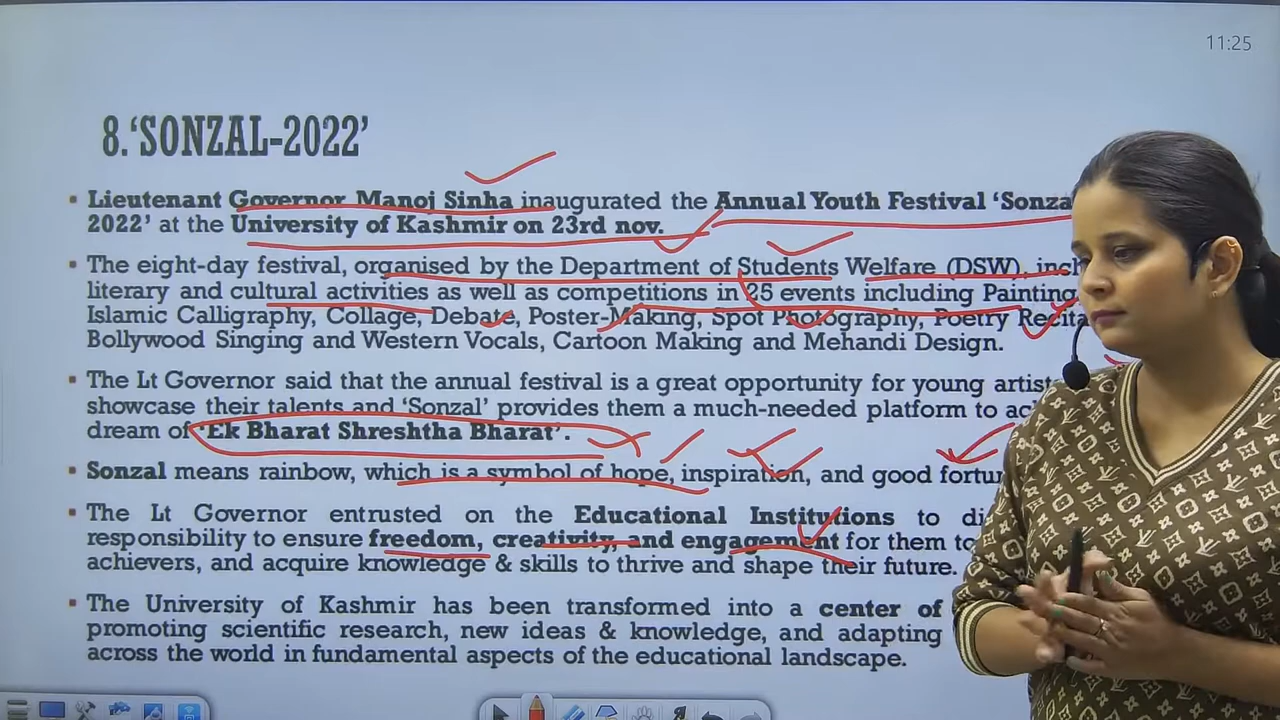 11:25
8.‘SONZAL-2022’
▪ Lieutenant Governor Manoj Sinha inaugurated the Annual Youth Festival ‘Sonza
2022’ at the University of Kashmir on 23rd nov.
▪ The eight-day festival, organised by the Department of Students Welfare (DSW),
literary and cultural activities as well as competitions in 25 events including Painting
Islamic Calligraphy, Collage, Debate, Poster-Making, Spot Photography, Poetry
Bollywood Singing and Western Vocals, Cartoon Making and Mehandi Design.
▪ The Lt Governor said that the annual festival is a great opportunity for young
showcase their talents and ‘Sonzal’ provides them a much-needed platform to
dream of ‘Ek Bharat Shreshtha Bharat’.
▪ Sonzal means rainbow, which is a symbol of hope, inspiration, and good
▪ The Lt Governor entrusted on the Educational Institutions to
responsibility to ensure freedom, creativity, and engagement for them
achievers, and acquire knowledge & skills to thrive and shape their future.
▪ The University of Kashmir has been transformed into a center of
promoting scientific research, new ideas & knowledge, and adapting
across the world in fundamental aspects of the educational landscape.